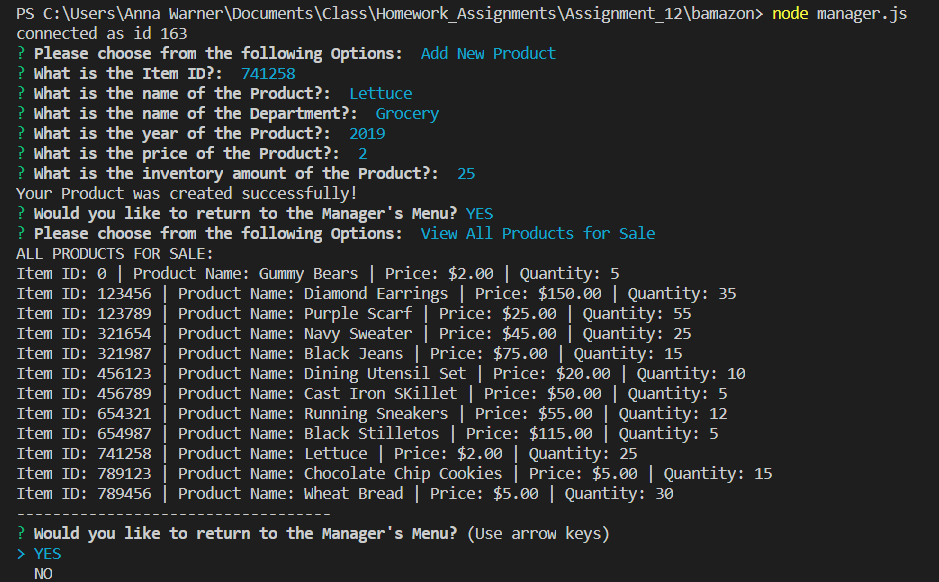 PS C:\Users\Anna Warner\Documents\Class\Homework_Assignments\Assignment_12\bamazon> node manager.js
connected as id 163
? Please choose from the following Options:  Add New Product
? What is the Item ID?:  741258
? What is the name of the Product?:  Lettuce
? What is the name of the Department?:  Grocery
? What is the year of the Product?:  2019
? What is the price of the Product?:  2
? What is the inventory amount of the Product?:  25
Your Product was created successfully!
? Would you like to return to the Manager's Menu? YES
? Please choose from the following Options:  View All Products for Sale
ALL PRODUCTS FOR SALE:
Item ID: 0 | Product Name: Gummy Bears | Price: $2.00 | Quantity: 5
Item ID: 123456 | Product Name: Diamond Earrings | Price: $150.00 | Quantity: 35
Item ID: 123789 | Product Name: Purple Scarf | Price: $25.00 | Quantity: 55
Item ID: 321654 | Product Name: Navy Sweater | Price: $45.00 | Quantity: 25
Item ID: 321987 | Product Name: Black Jeans | Price: $75.00 | Quantity: 15
Item ID: 456123 | Product Name: Dining Utensil Set | Price: $20.00 | Quantity: 10
Item ID: 456789 | Product Name: Cast Iron SKillet | Price: $50.00 | Quantity: 5
Item ID: 654321 | Product Name: Running Sneakers | Price: $55.00 | Quantity: 12
Item ID: 654987 | Product Name: Black Stilletos | Price: $115.00 | Quantity: 5
Item ID: 741258 | Product Name: Lettuce | Price: $2.00 | Quantity: 25
Item ID: 789123 | Product Name: Chocolate Chip Cookies | Price: $5.00 | Quantity: 15
Item ID: 789456 | Product Name: Wheat Bread | Price: $5.00 | Quantity: 30
-----------------------------------
? Would you like to return to the Manager's Menu? (Use arrow keys)
> YES
  NO